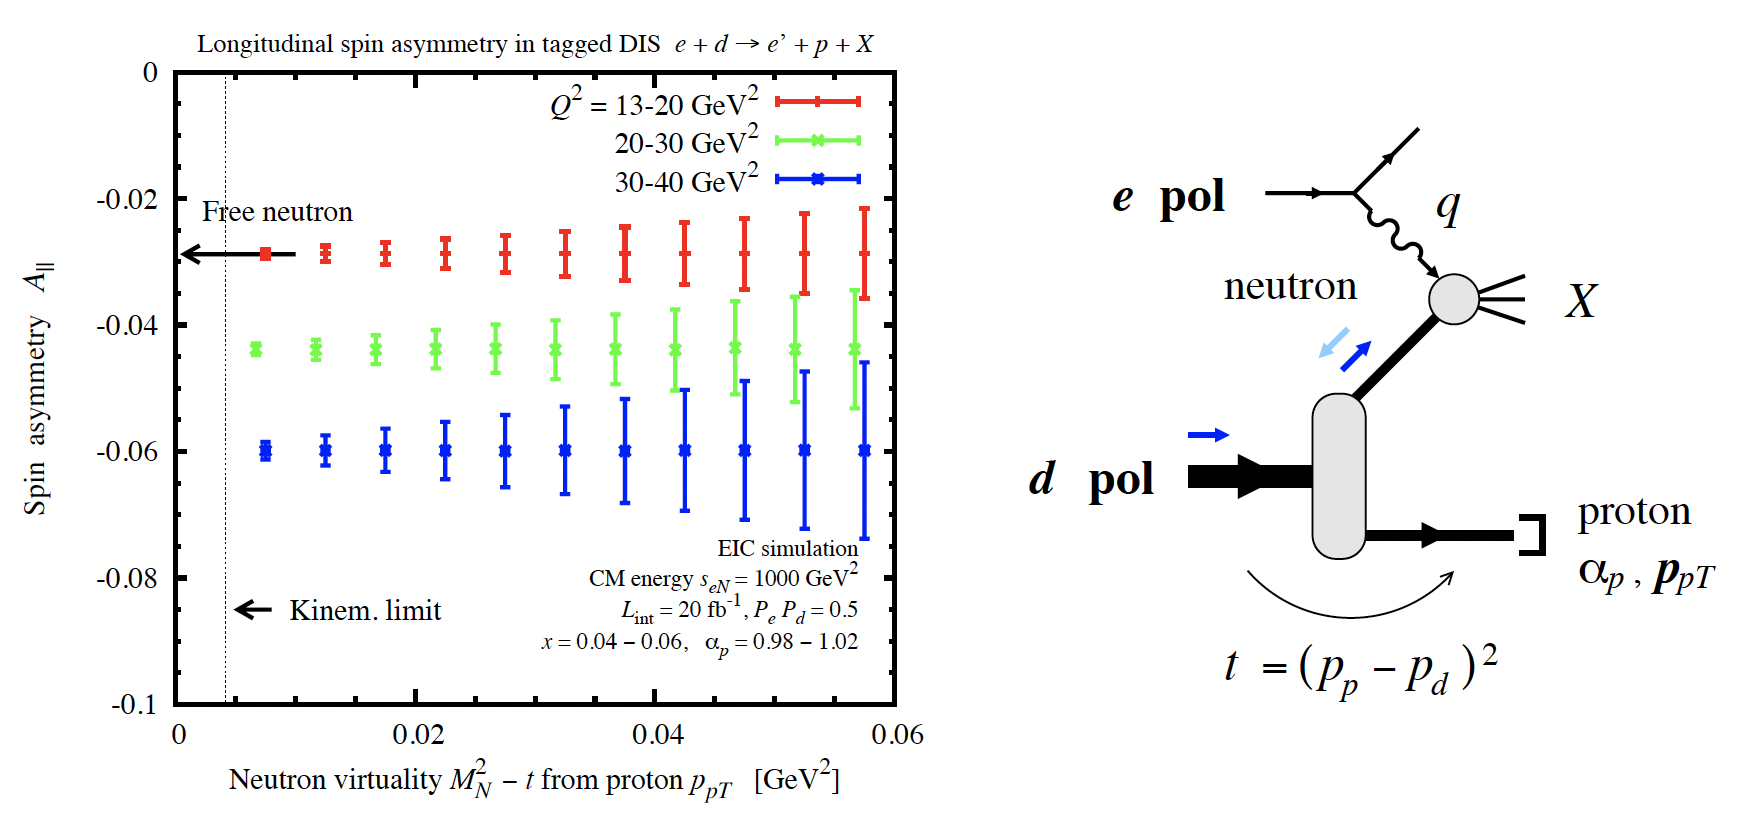 Longitudinal spin asymmetry in tagged DIS e + d → e’ + p + X
Q² = 13-20 GeV²
20-30 GeV²
30-40 GeV²
0
-0.02
-0.04
-0.06
-0.08
-0.1
Spin asymmetry A∥
Free neutron
Kinem. limit
EIC simulation
CM energy s_eN = 1000 GeV²
L_int = 20 fb⁻¹, P_e P_d = 0.5
x = 0.04 − 0.06, α_p = 0.98 − 1.02
0 0.02 0.04 0.06
Neutron virtuality M_N² − t from proton p_pT [GeV²]
e pol
q
neutron
X
d pol
proton
α_p , p_pT
t = (p_p − p_d)²